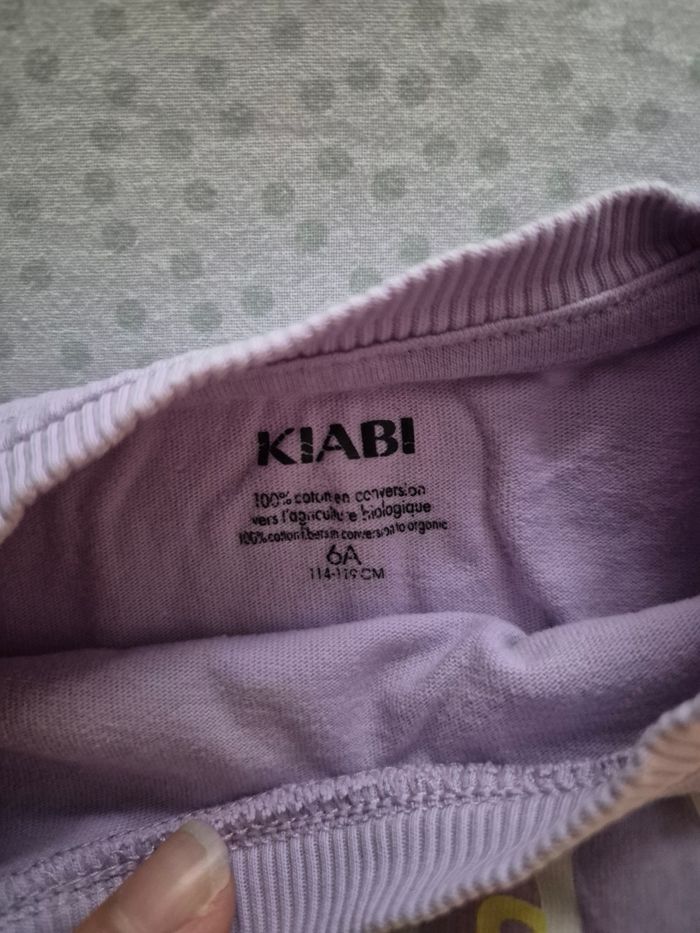 KIABI
100% coton en conversion
vers l'agriculture biologique
100% cotton fibers in conversion to organic
6A
114-119 CM